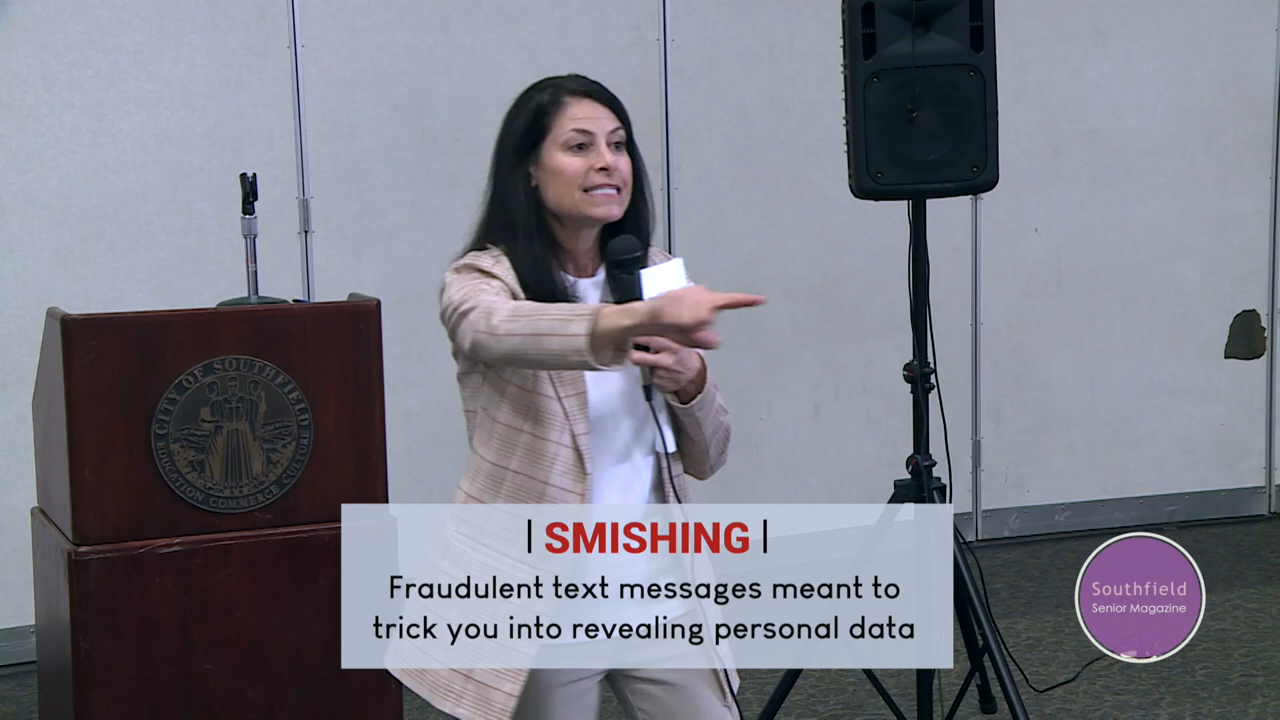 CITY OF SOUTHFIELD
EDUCATION COMMERCE CULTURE
| SMISHING |
Fraudulent text messages meant to
trick you into revealing personal data
Southfield
Senior Magazine